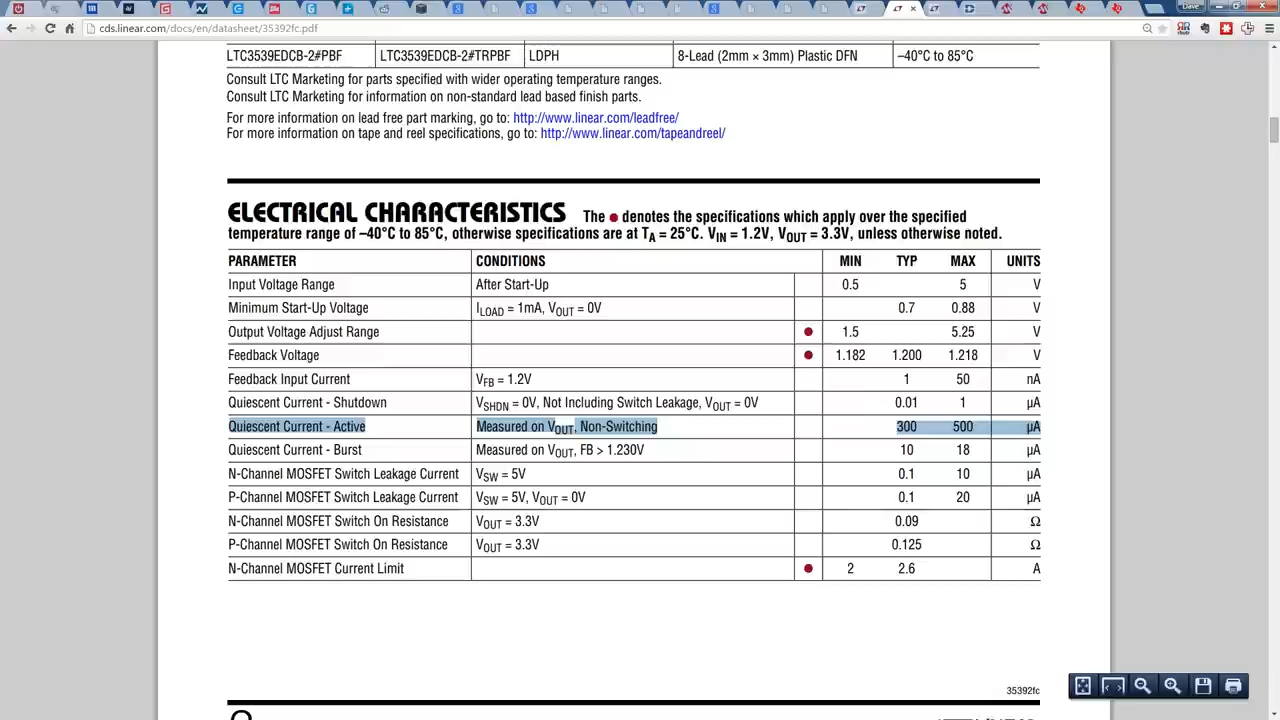 Dave
cds.linear.com/docs/en/datasheet/35392fc.pdf
LTC3539EDCB-2#PBF LTC3539EDCB-2#TRPBF LDPH 8-Lead (2mm × 3mm) Plastic DFN –40°C to 85°C
Consult LTC Marketing for parts specified with wider operating temperature ranges.
Consult LTC Marketing for information on non-standard lead based finish parts.
For more information on lead free part marking, go to: http://www.linear.com/leadfree/
For more information on tape and reel specifications, go to: http://www.linear.com/tapeandreel/
ELECTRICAL CHARACTERISTICS The ● denotes the specifications which apply over the specified
temperature range of –40°C to 85°C, otherwise specifications are at TA = 25°C. VIN = 1.2V, VOUT = 3.3V, unless otherwise noted.
PARAMETER CONDITIONS MIN TYP MAX UNITS
Input Voltage Range After Start-Up 0.5 5 V
Minimum Start-Up Voltage ILOAD = 1mA, VOUT = 0V 0.7 0.88 V
Output Voltage Adjust Range ● 1.5 5.25 V
Feedback Voltage ● 1.182 1.200 1.218 V
Feedback Input Current VFB = 1.2V 1 50 nA
Quiescent Current - Shutdown VSHDN = 0V, Not Including Switch Leakage, VOUT = 0V 0.01 1 µA
Quiescent Current - Active Measured on VOUT, Non-Switching 300 500 µA
Quiescent Current - Burst Measured on VOUT, FB > 1.230V 10 18 µA
N-Channel MOSFET Switch Leakage Current VSW = 5V 0.1 10 µA
P-Channel MOSFET Switch Leakage Current VSW = 5V, VOUT = 0V 0.1 20 µA
N-Channel MOSFET Switch On Resistance VOUT = 3.3V 0.09 Ω
P-Channel MOSFET Switch On Resistance VOUT = 3.3V 0.125 Ω
N-Channel MOSFET Current Limit ● 2 2.6 A
35392fc